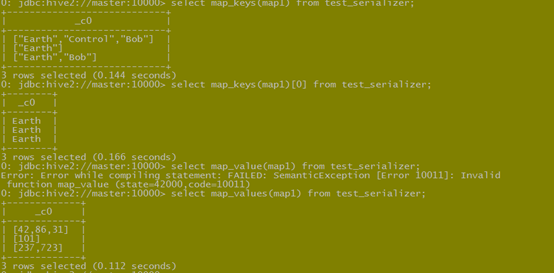 0: jdbc:hive2://master:10000> select map_keys(map1) from test_serializer;
+--------------------------+
|           _c0            |
+--------------------------+
| ["Earth","Control","Bob"]  |
| ["Earth"]                |
| ["Earth","Bob"]          |
+--------------------------+
3 rows selected (0.144 seconds)
0: jdbc:hive2://master:10000> select map_keys(map1)[0] from test_serializer;
+--------+
|  _c0   |
+--------+
| Earth  |
| Earth  |
| Earth  |
+--------+
3 rows selected (0.166 seconds)
0: jdbc:hive2://master:10000> select map_value(map1) from test_serializer;
Error: Error while compiling statement: FAILED: SemanticException [Error 10011]: Invalid
 function map_value (state=42000,code=10011)
0: jdbc:hive2://master:10000> select map_values(map1) from test_serializer;
+-------------+
|     _c0     |
+-------------+
| [42,86,31]  |
| [101]       |
| [237,723]   |
+-------------+
3 rows selected (0.112 seconds)